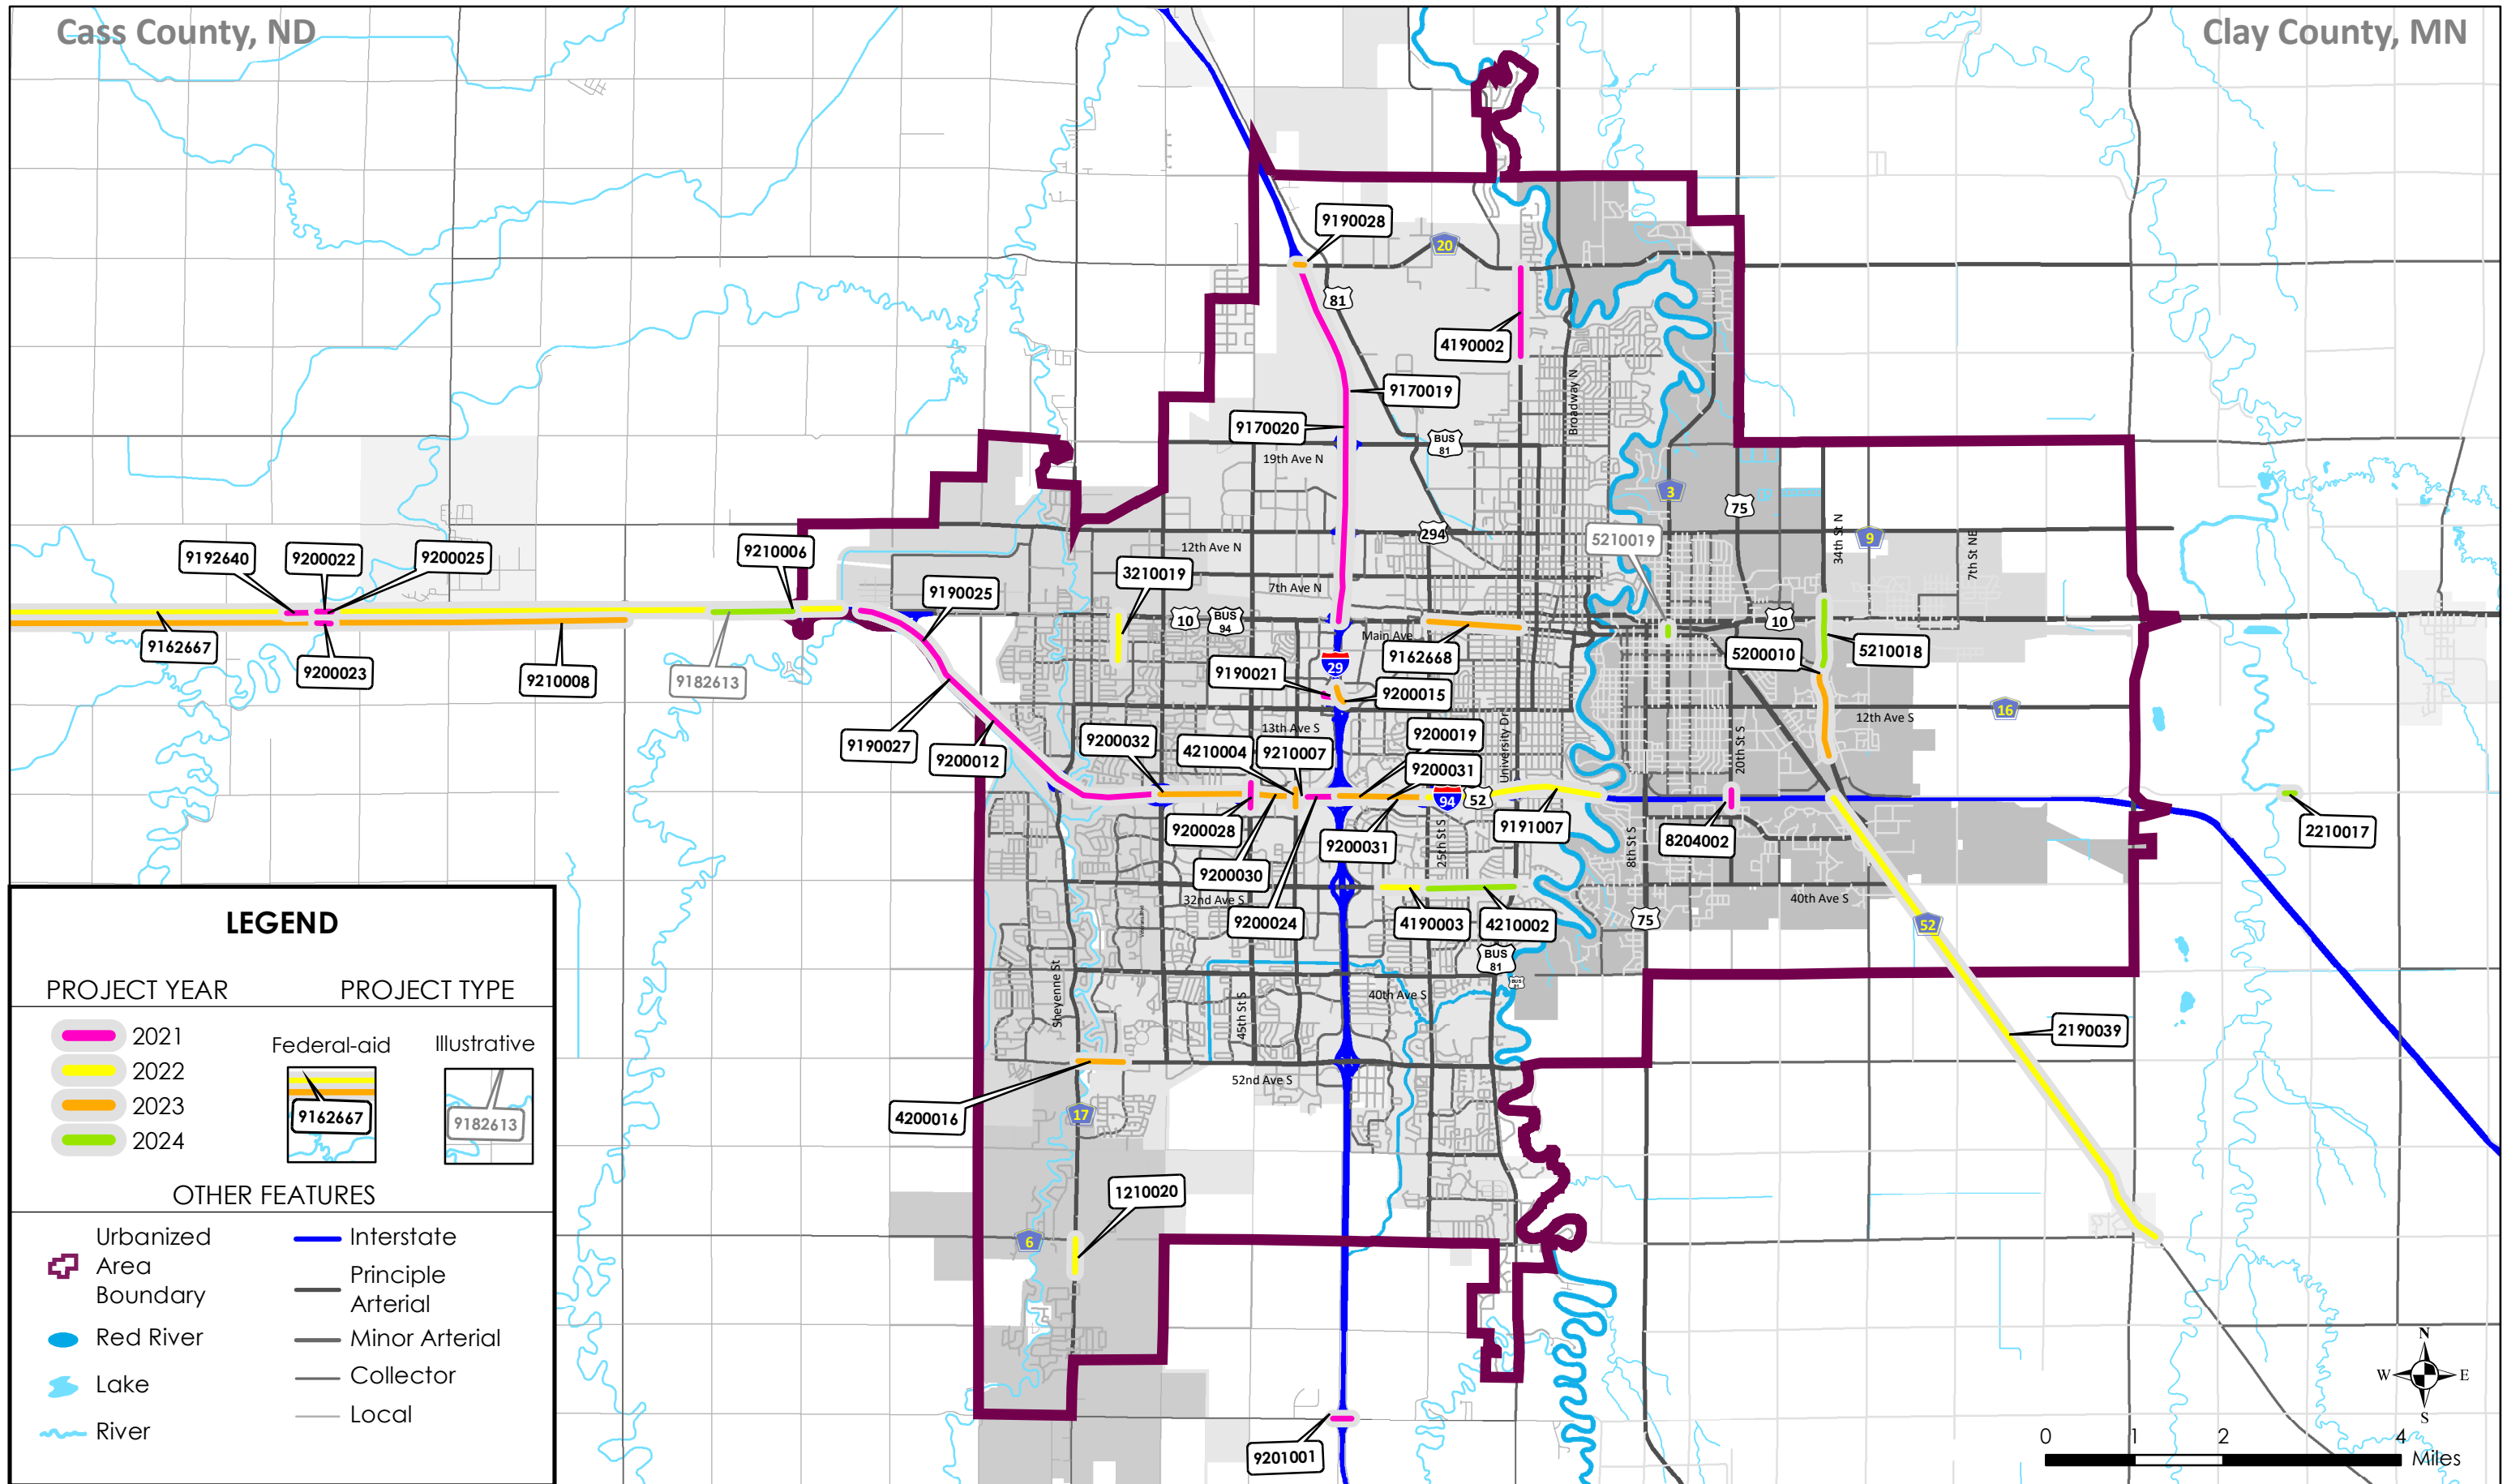 Cass County, ND
Clay County, MN
9190028
20
81
4190002
9170019
9170020
Broadway N
BUS
81
19th Ave N
3
75
294
34th St N
9
7th St NE
5210019
12th Ave N
9192640
9200022
9200025
9210006
3210019
9190025
7th Ave N
10
BUS
94
10
Main Ave
9162667
9200023
9210008
9182613
9162668
29
9190021
9200015
5200010
5210018
12th Ave S
16
University Dr
13th Ave S
20th St S
9190027
9200012
9200032
4210004
9210007
9200019
9200031
94
52
9200028
9200031
9191007
8204002
2210017
25th St S
8th St S
9200030
32nd Ave S
9200024
4190003
4210002
75
40th Ave S
52
BUS
81
Sheyenne St
45th St S
40th Ave S
2190039
52nd Ave S
4200016
17
1210020
6
9201001
LEGEND
PROJECT YEAR
PROJECT TYPE
2021
2022
2023
2024
Federal-aid
Illustrative
9162667
9182613
OTHER FEATURES
Urbanized
Area
Boundary
Red River
Lake
River
Interstate
Principle
Arterial
Minor Arterial
Collector
Local
N
W
E
S
0 1 2 4
Miles